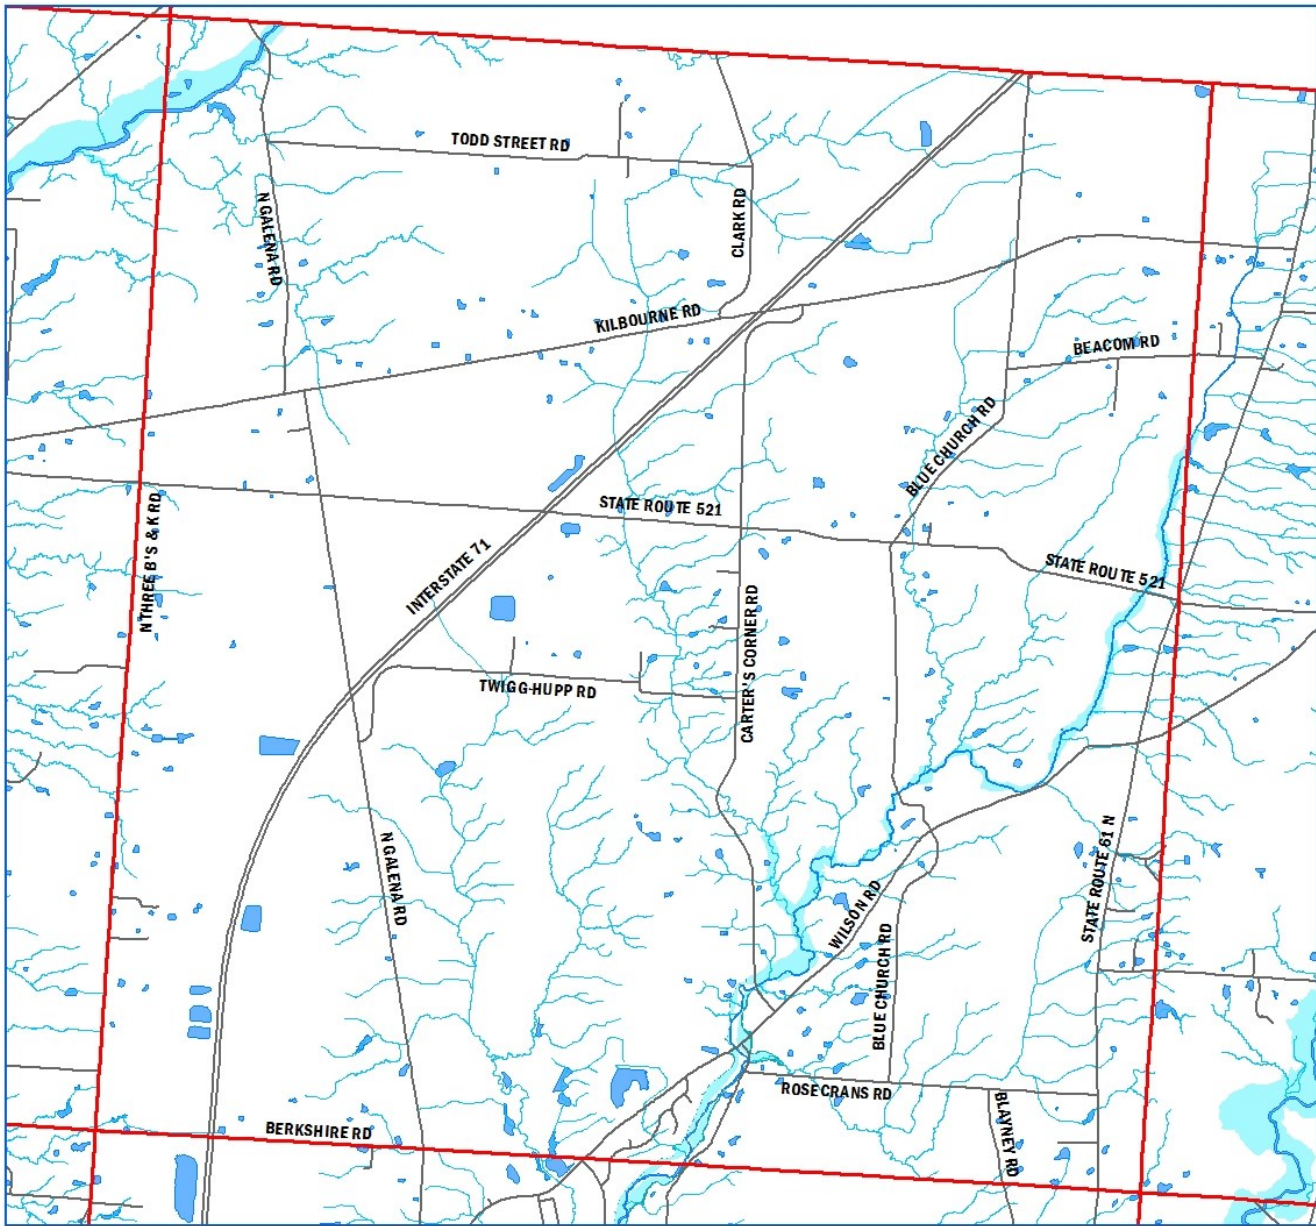 TODD STREET RD
N GALENA RD
CLARK RD
KILBOURNE RD
BEACOM RD
BLUE CHURCH RD
STATE ROUTE 521
N THREE B'S & K RD
INTERSTATE 71
STATE ROUTE 521
CARTER'S CORNER RD
TWIGG-HUPP RD
N GALENA RD
STATE ROUTE 61 N
WILSON RD
BLUE CHURCH RD
ROSECRANS RD
BLAYNEY RD
BERKSHIRE RD